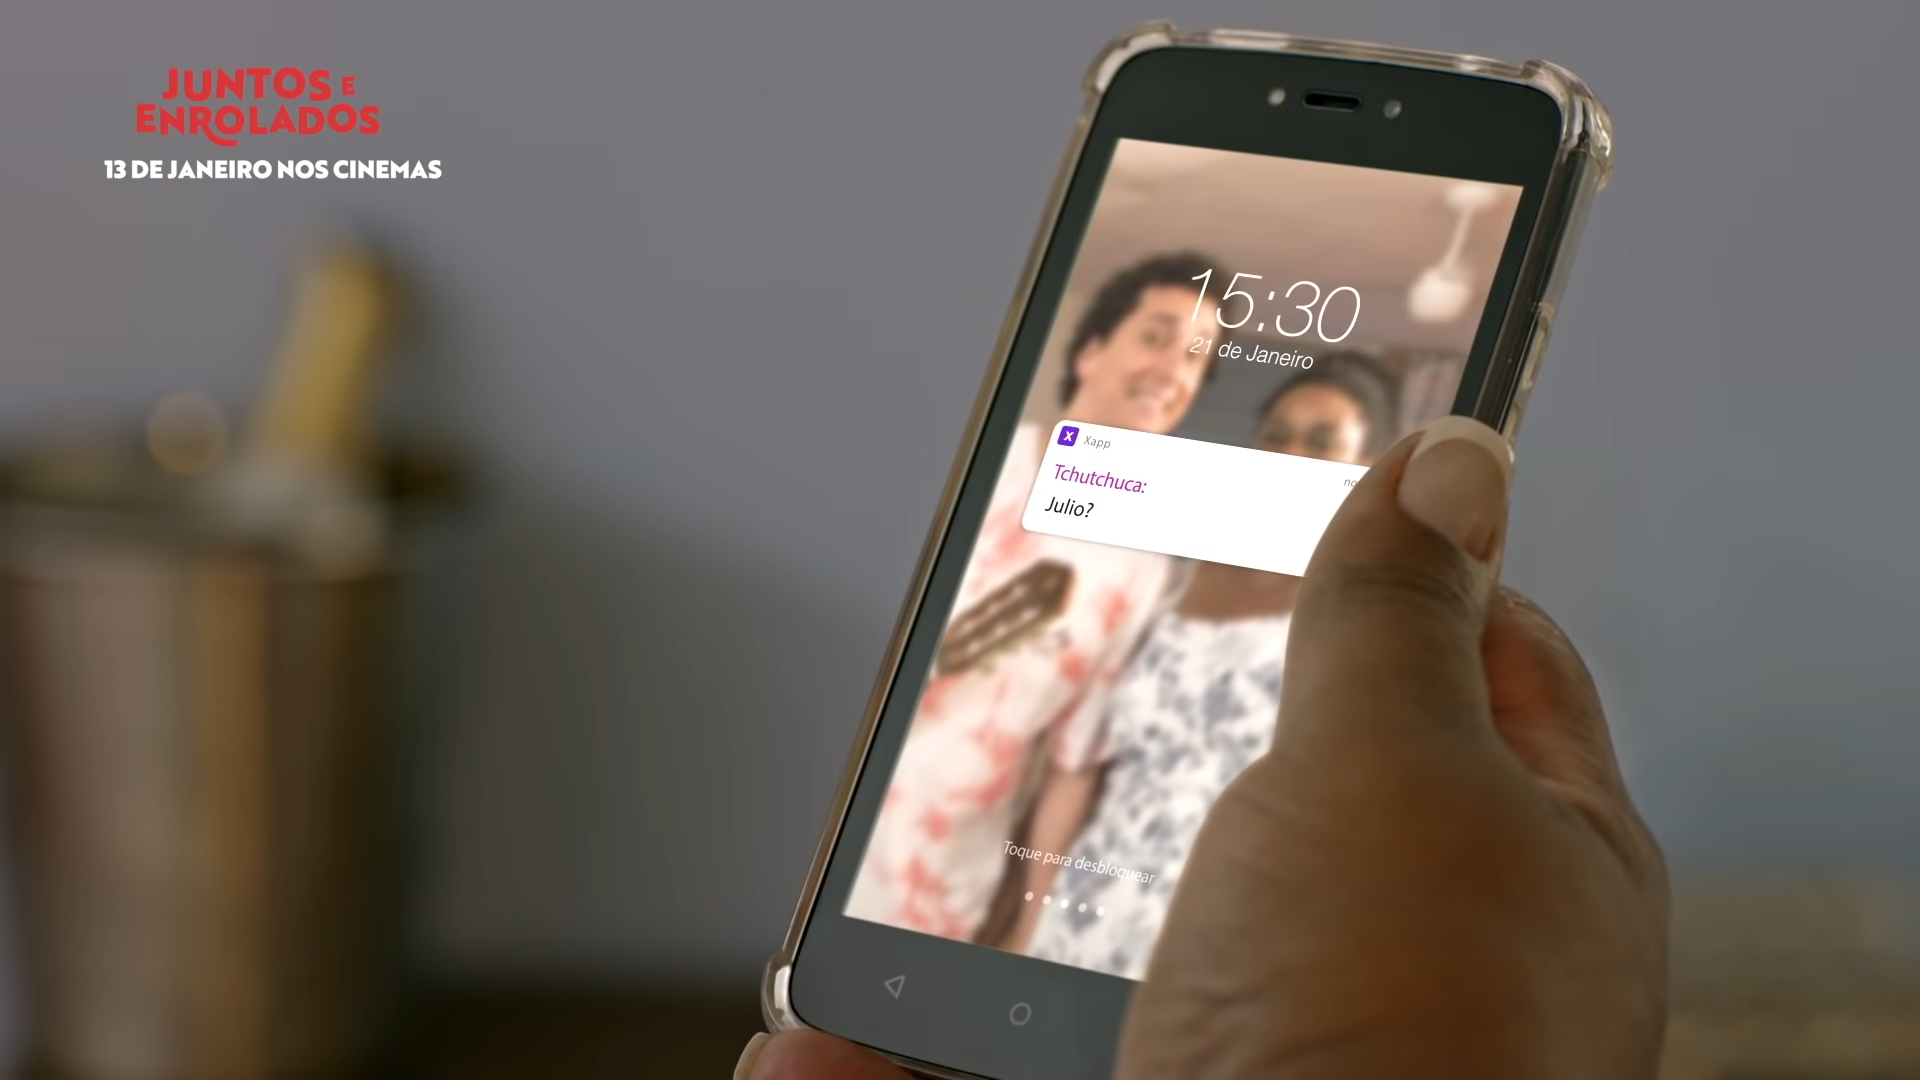 JUNTOS E
ENROLADOS
13 DE JANEIRO NOS CINEMAS
15:30
21 de Janeiro
X Xapp
Tchutchuca:
Julio?
Toque para desbloquear